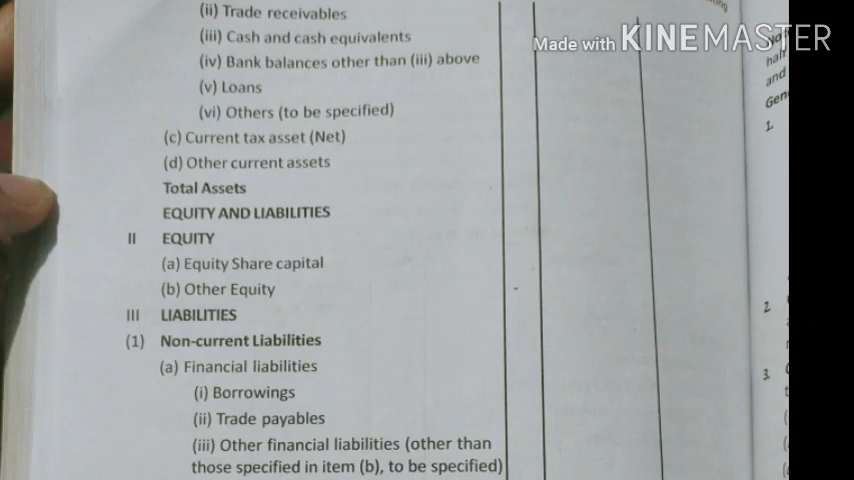 (ii) Trade receivables
(iii) Cash and cash equivalents
(iv) Bank balances other than (iii) above
(v) Loans
(vi) Others (to be specified)
(c) Current tax asset (Net)
(d) Other current assets
Total Assets
EQUITY AND LIABILITIES
II EQUITY
(a) Equity Share capital
(b) Other Equity
III LIABILITIES
(1) Non-current Liabilities
(a) Financial liabilities
(i) Borrowings
(ii) Trade payables
(iii) Other financial liabilities (other than
those specified in item (b), to be specified)
Made with KINEMASTER
half
and
Gen
1.
2
3.